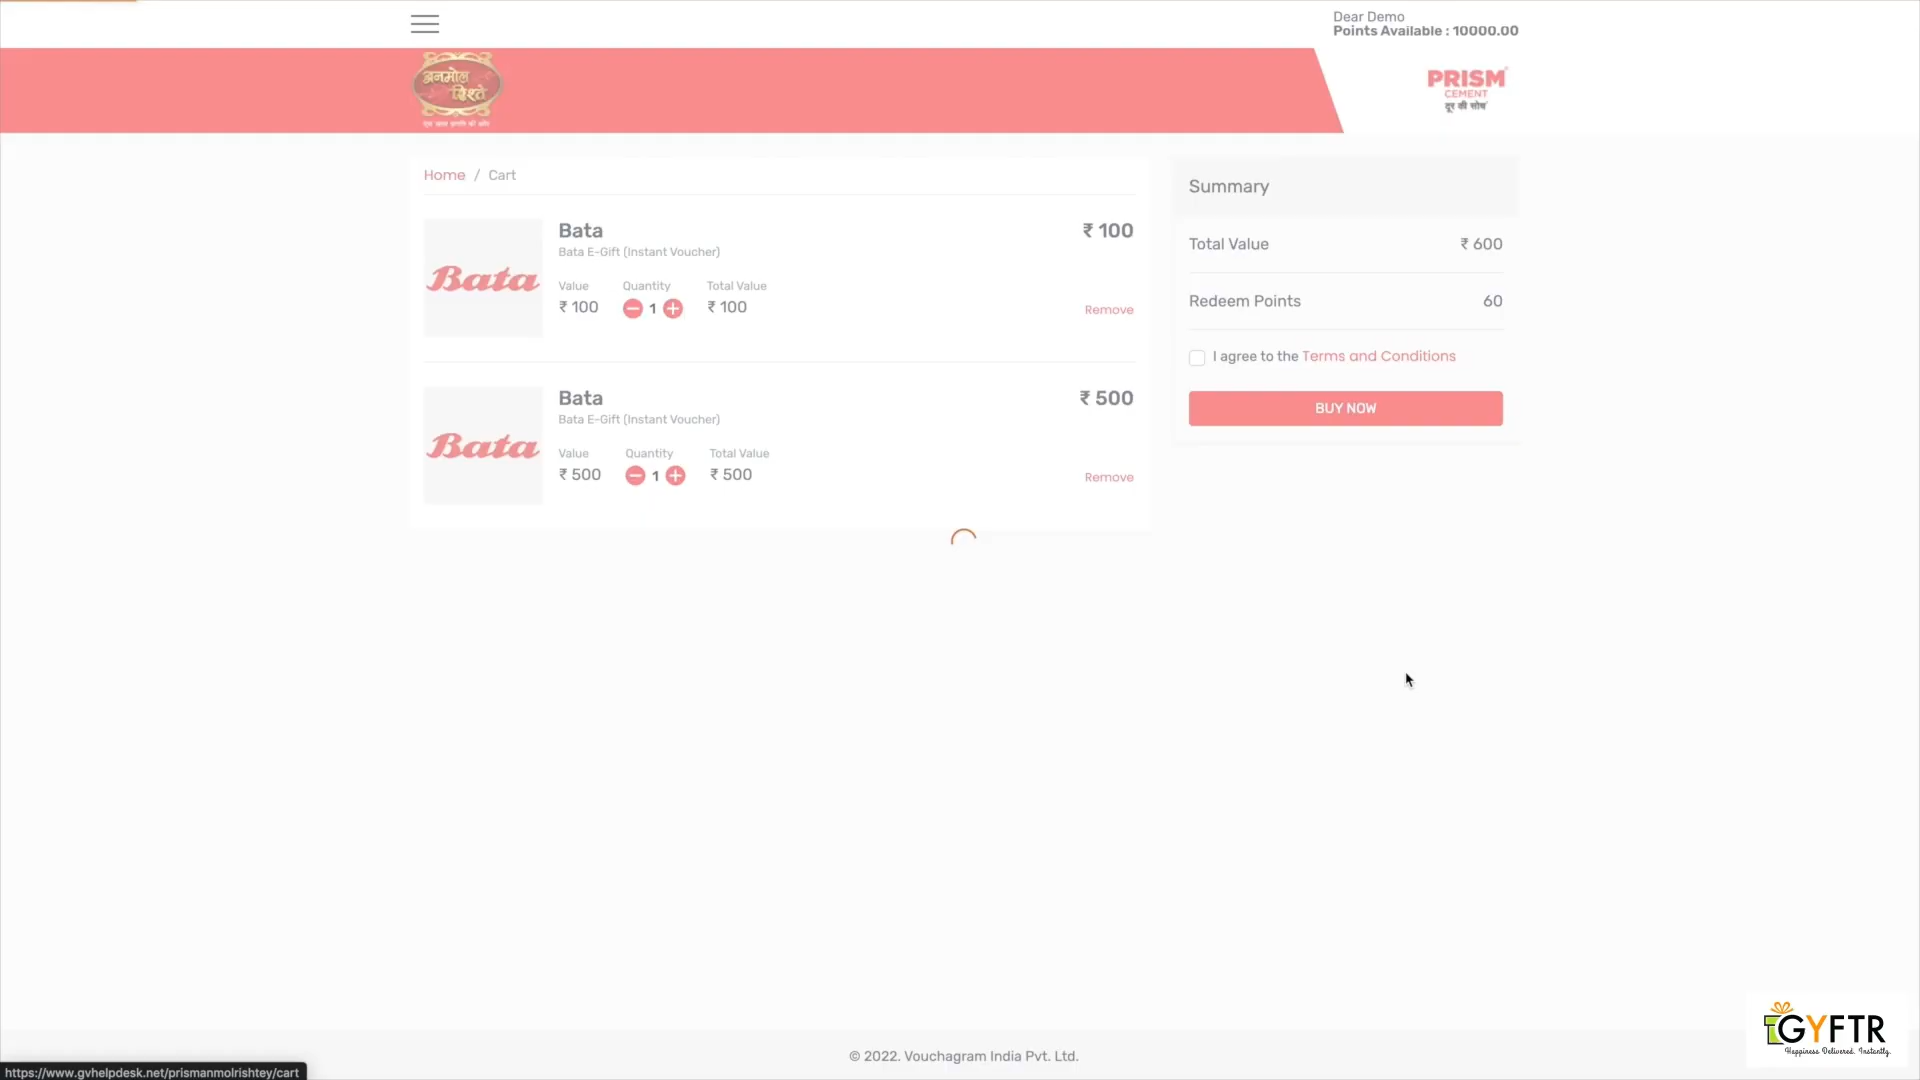 Dear Demo
Points Available : 10000.00
अनमोल
रिश्ते
PRISM
CEMENT
दूर की सोच
Home / Cart
Bata
Bata
Bata E-Gift (Instant Voucher)
₹ 100
Value Quantity Total Value
₹ 100 1 ₹ 100
Remove
Bata
Bata
Bata E-Gift (Instant Voucher)
₹ 500
Value Quantity Total Value
₹ 500 1 ₹ 500
Remove
Summary
Total Value ₹ 600
Redeem Points 60
I agree to the Terms and Conditions
BUY NOW
GYFTR
Happiness Delivered. Instantly.
© 2022. Vouchagram India Pvt. Ltd.
https://www.gvhelpdesk.net/prismanmolrishtey/cart